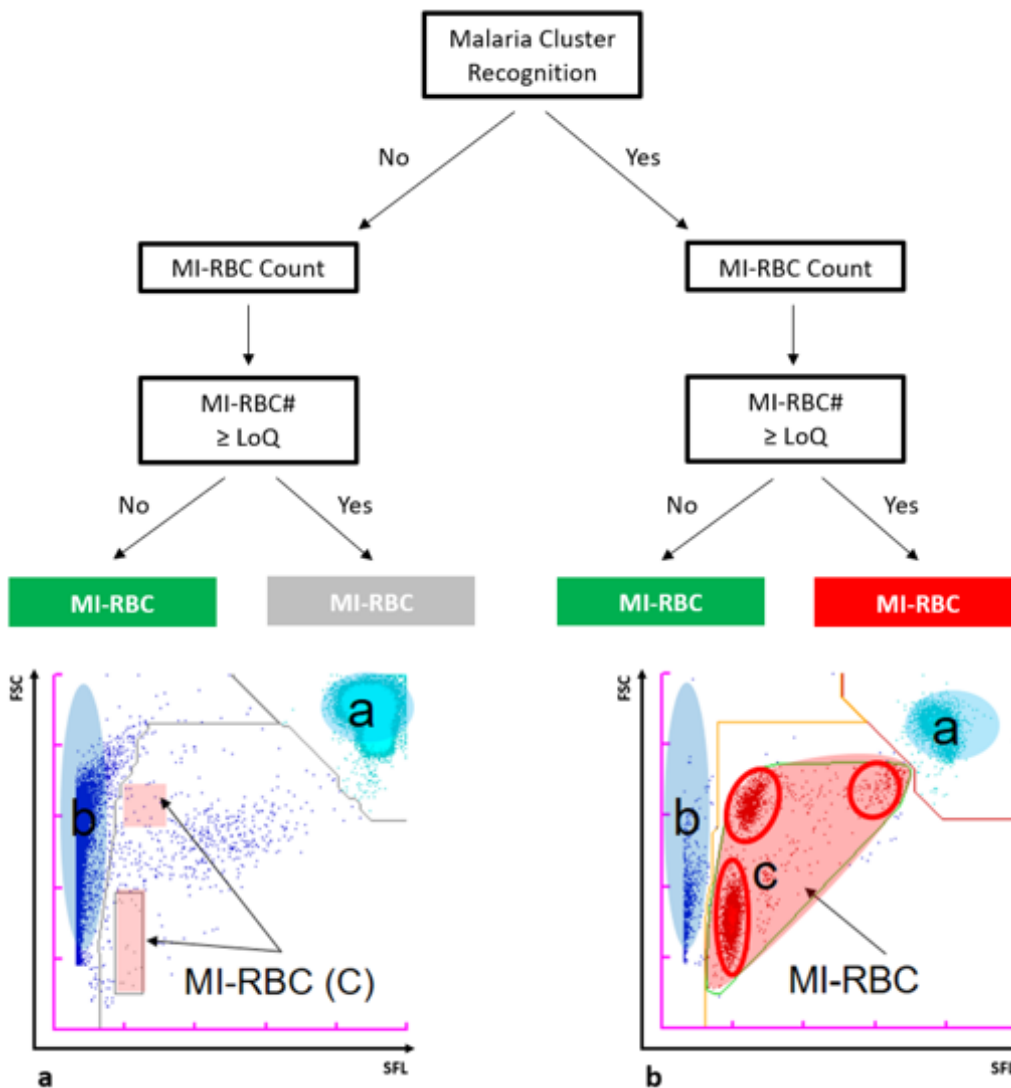 Malaria Cluster
Recognition
No
Yes
MI-RBC Count
MI-RBC Count
MI-RBC#
≥ LoQ
MI-RBC#
≥ LoQ
No
Yes
No
Yes
MI-RBC
MI-RBC
MI-RBC
MI-RBC
FSC
a
b
MI-RBC (C)
SFL
a
FSC
a
b
c
MI-RBC
SFL
b